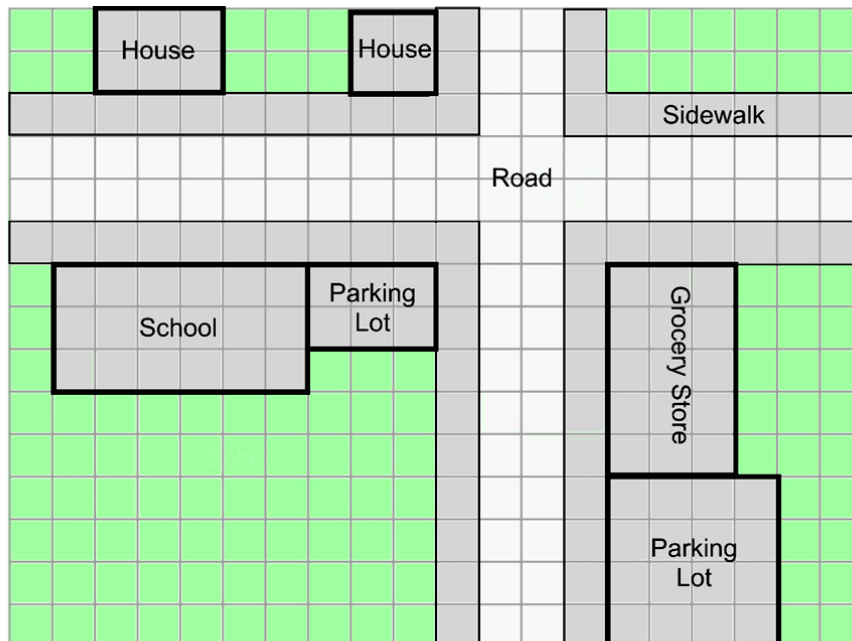 House
House
Sidewalk
Road
School
Parking
Lot
Grocery Store
Parking
Lot